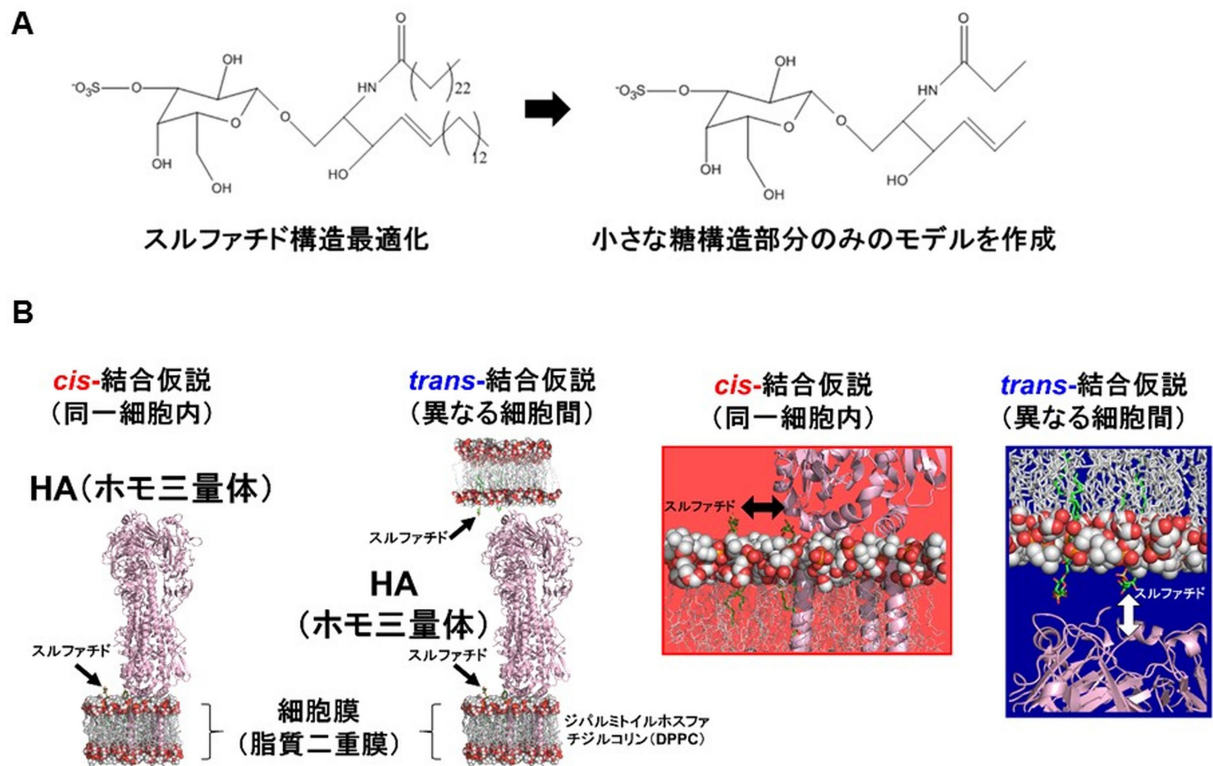 A
OH
⁻O₃S
O
OH
OH
O
O
HN
O
22
12
HO
スルファチド構造最適化
OH
⁻O₃S
O
OH
OH
O
O
HN
O
HO
小さな糖構造部分のみのモデルを作成
B
cis-結合仮説
(同一細胞内)
HA(ホモ三量体)
スルファチド
trans-結合仮説
(異なる細胞間)
スルファチド
HA
(ホモ三量体)
スルファチド
細胞膜
(脂質二重膜)
ジパルミトイルホスファ
チジルコリン(DPPC)
cis-結合仮説
(同一細胞内)
スルファチド
trans-結合仮説
(異なる細胞間)
スルファチド